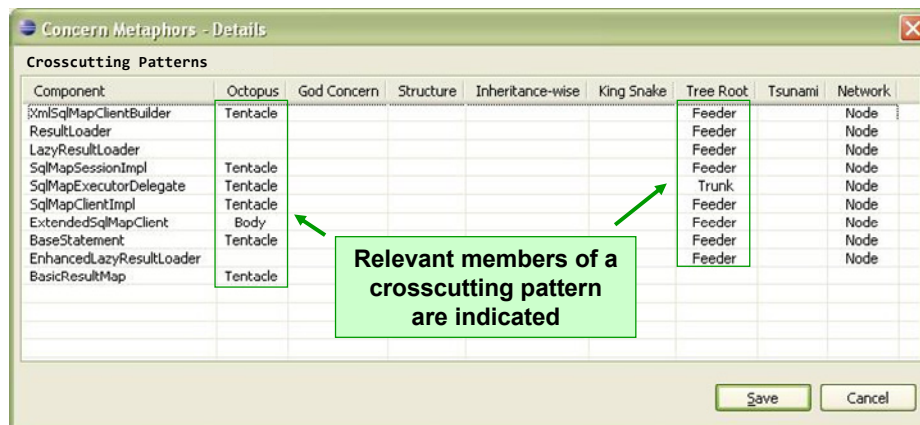 Concern Metaphors - Details
Crosscutting Patterns
Component Octopus God Concern Structure Inheritance-wise King Snake Tree Root Tsunami Network
XmlSqlMapClientBuilder Tentacle Feeder Node
ResultLoader Feeder Node
LazyResultLoader Feeder Node
SqlMapSessionImpl Tentacle Feeder Node
SqlMapExecutorDelegate Tentacle Trunk Node
SqlMapClientImpl Tentacle Feeder Node
ExtendedSqlMapClient Body Feeder Node
BaseStatement Tentacle Feeder Node
EnhancedLazyResultLoader Feeder Node
BasicResultMap Tentacle
Relevant members of a
crosscutting pattern
are indicated
Save Cancel